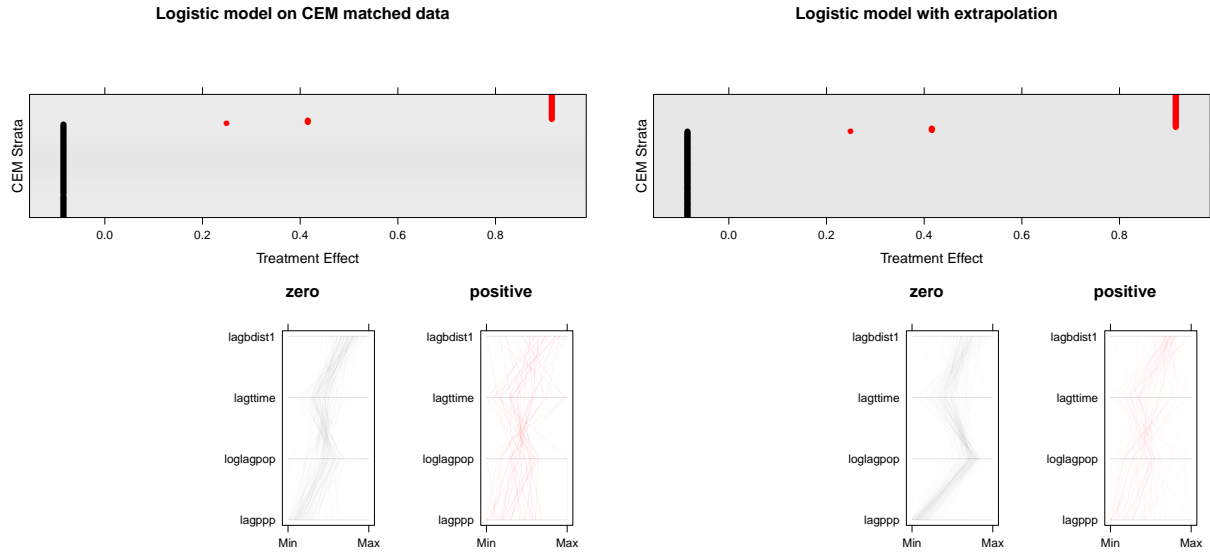 Logistic model on CEM matched data
CEM Strata
0.0 0.2 0.4 0.6 0.8
Treatment Effect
zero positive
lagbdist1 lagbdist1
lagttime lagttime
loglagpop loglagpop
lagppp lagppp
Min Max Min Max
Logistic model with extrapolation
CEM Strata
0.0 0.2 0.4 0.6 0.8
Treatment Effect
zero positive
lagbdist1 lagbdist1
lagttime lagttime
loglagpop loglagpop
lagppp lagppp
Min Max Min Max